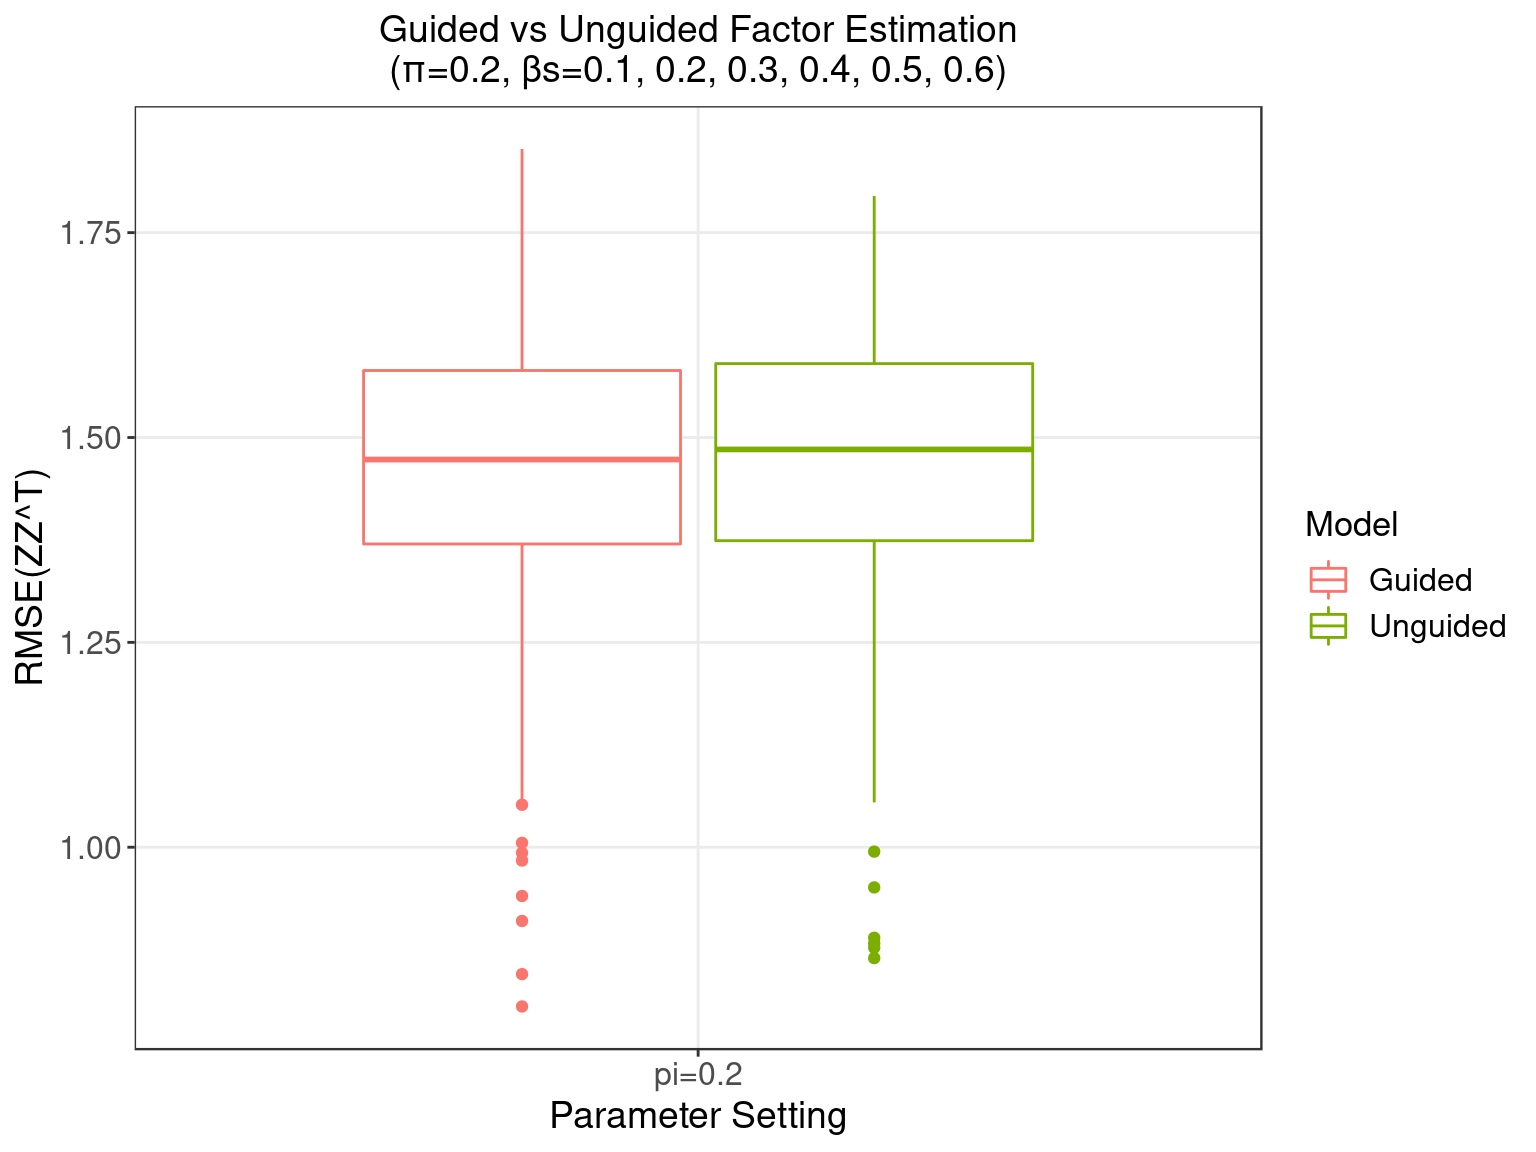 Guided vs Unguided Factor Estimation
(π=0.2, βs=0.1, 0.2, 0.3, 0.4, 0.5, 0.6)
RMSE(ZZ^T)
1.75
1.50
1.25
1.00
pi=0.2
Parameter Setting
Model
Guided
Unguided